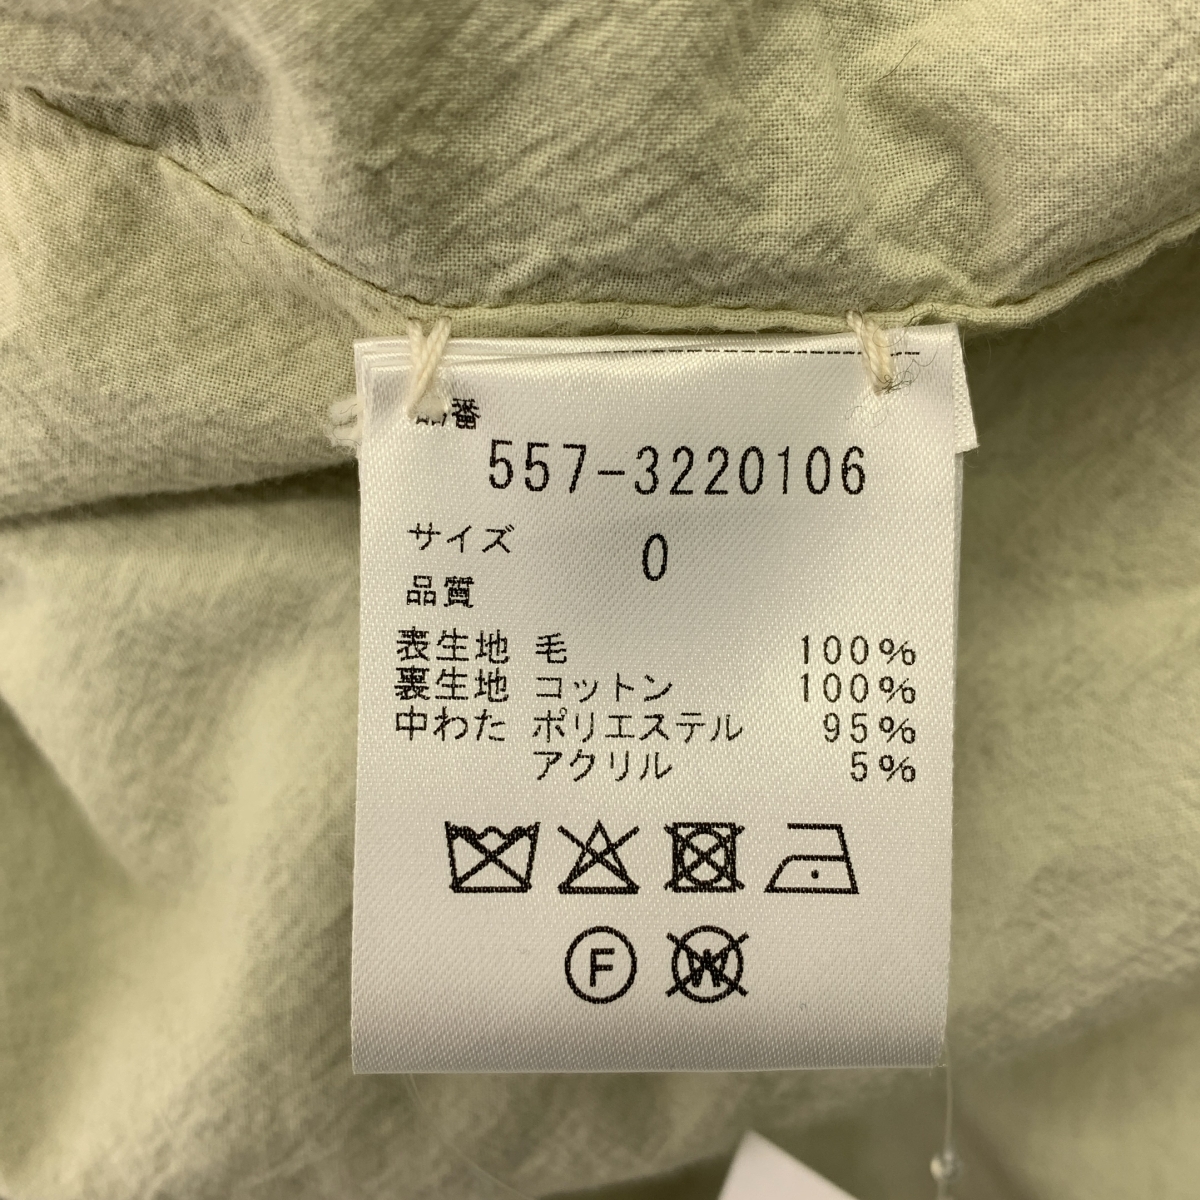 品番
557-3220106
サイズ 0
品質
表生地 毛 100%
裏生地 コットン 100%
中わた ポリエステル 95%
アクリル 5%
F W